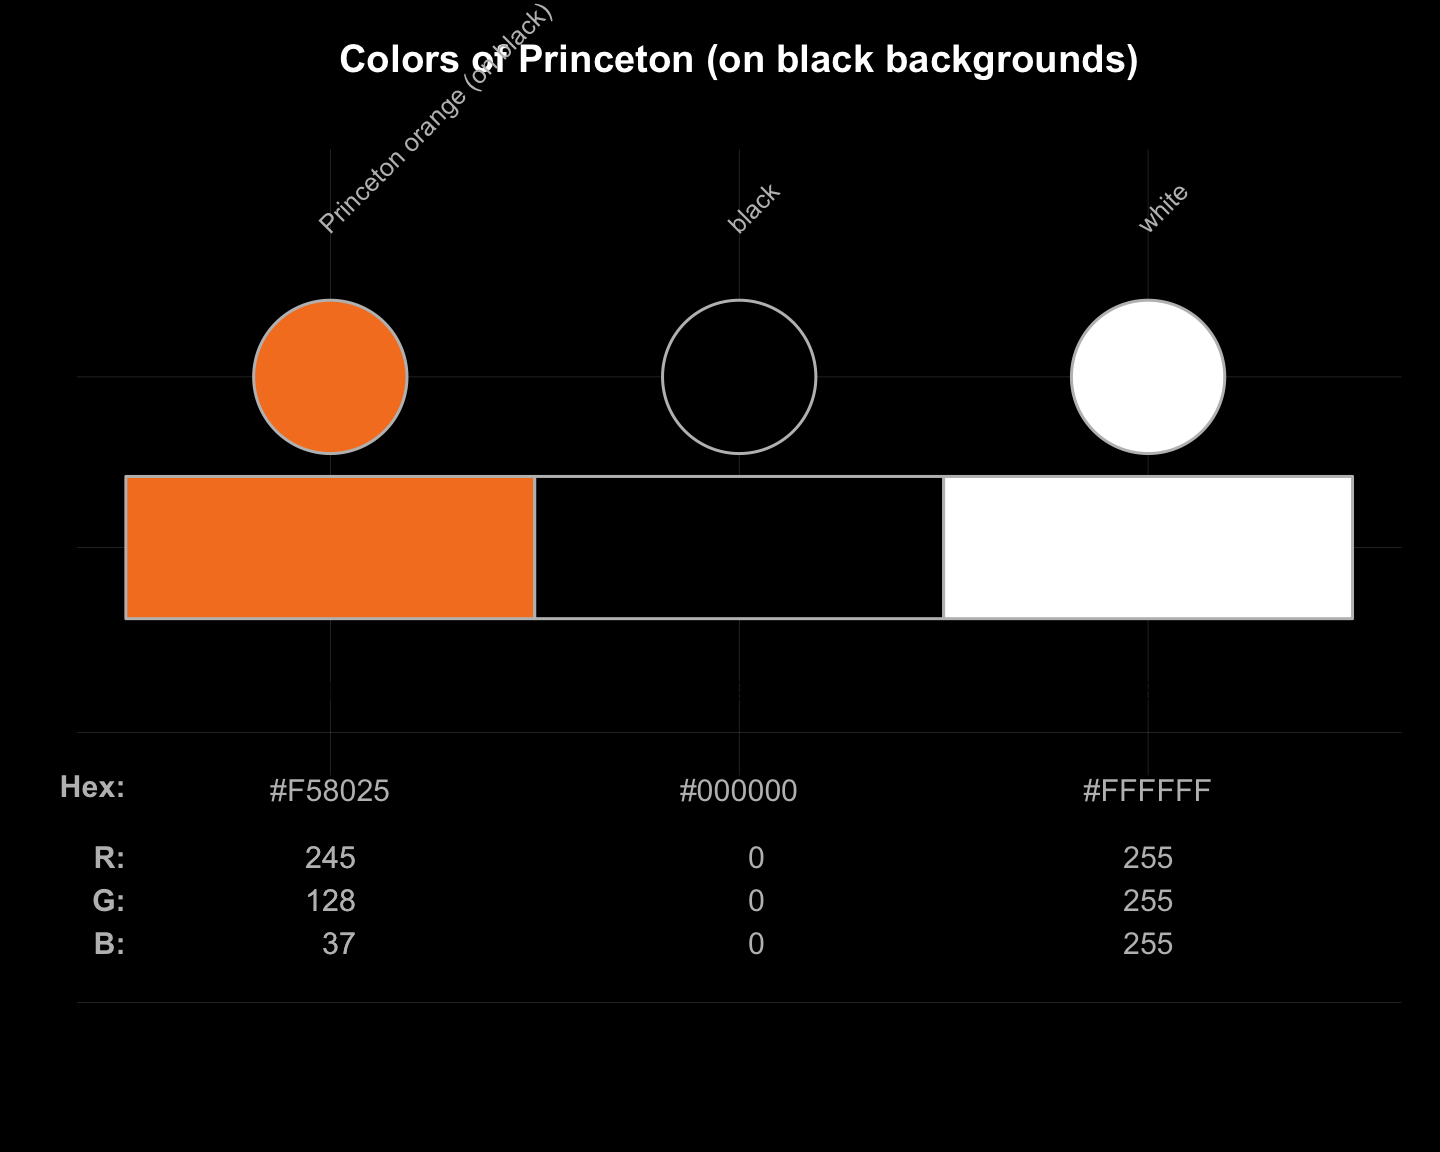 Colors of Princeton (on black backgrounds)
Princeton orange (on black)
black
white
Hex: #F58025 #000000 #FFFFFF
R: 245 0 255
G: 128 0 255
B: 37 0 255